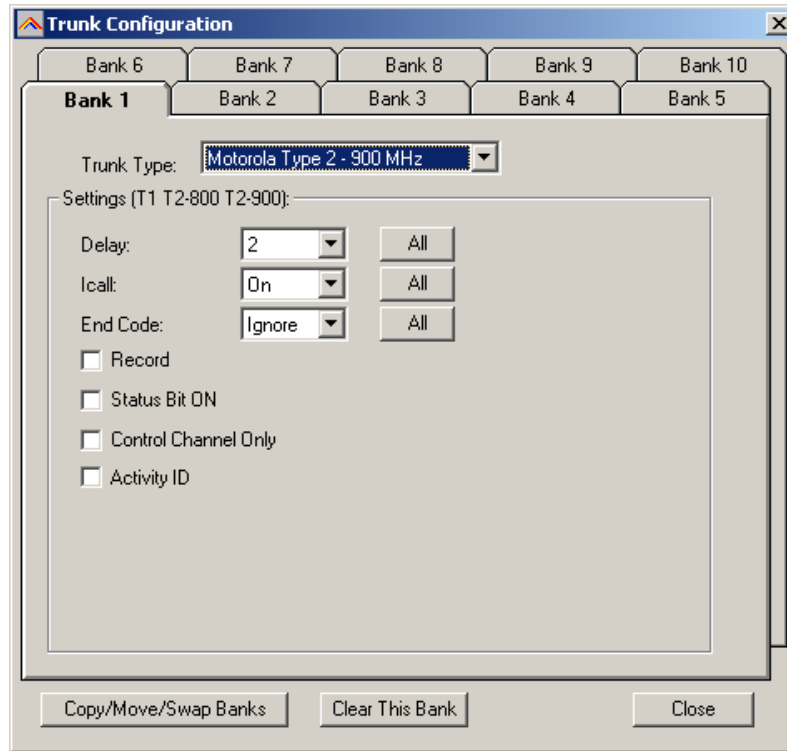 Trunk Configuration
Bank 6 Bank 7 Bank 8 Bank 9 Bank 10
Bank 1 Bank 2 Bank 3 Bank 4 Bank 5
Trunk Type: Motorola Type 2 - 900 MHz
Settings (T1 T2-800 T2-900):
Delay: 2 All
Icall: On All
End Code: Ignore All
Record
Status Bit ON
Control Channel Only
Activity ID
Copy/Move/Swap Banks Clear This Bank Close